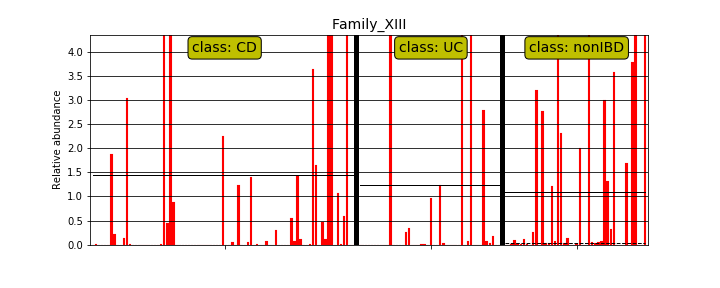 Family_XIII
class: CD
class: UC
class: nonIBD
Relative abundance
4.0
3.5
3.0
2.5
2.0
1.5
1.0
0.5
0.0